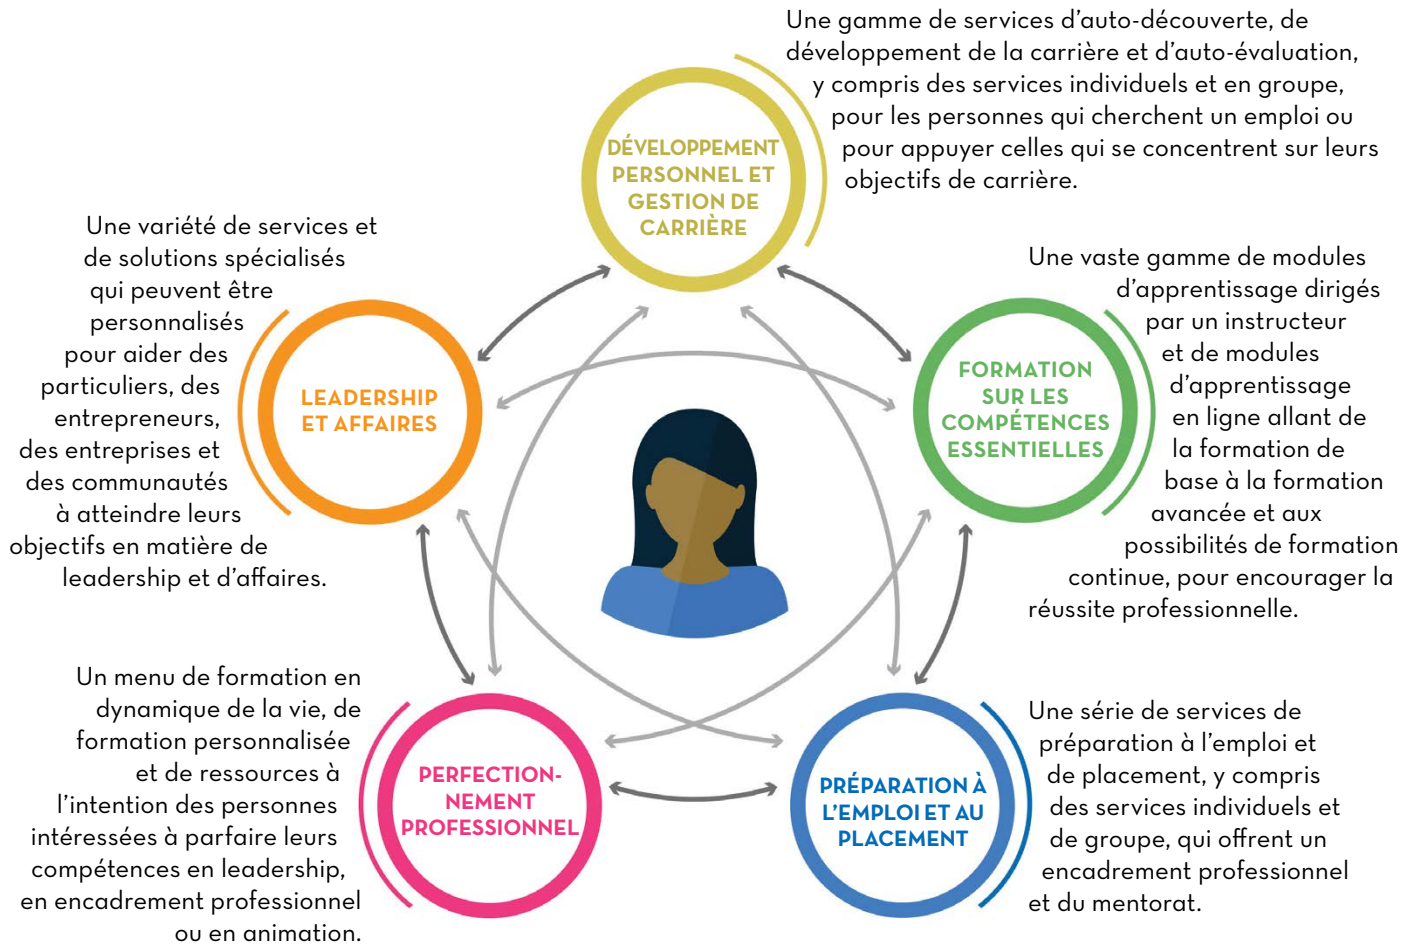 Une gamme de services d'auto-découverte, de
développement de la carrière et d'auto-évaluation,
y compris des services individuels et en groupe,
pour les personnes qui cherchent un emploi ou
pour appuyer celles qui se concentrent sur leurs
objectifs de carrière.
DÉVELOPPEMENT
PERSONNEL ET
GESTION DE
CARRIÈRE
Une variété de services et
de solutions spécialisés
qui peuvent être
personnalisés
pour aider des
particuliers, des
entrepreneurs,
des entreprises et
des communautés
à atteindre leurs
objectifs en matière de
leadership et d'affaires.
LEADERSHIP
ET AFFAIRES
FORMATION
SUR LES
COMPÉTENCES
ESSENTIELLES
Une vaste gamme de modules
d'apprentissage dirigés
par un instructeur
et de modules
d'apprentissage
en ligne allant de
la formation de
base à la formation
avancée et aux
possibilités de formation
continue, pour encourager la
réussite professionnelle.
Un menu de formation en
dynamique de la vie, de
formation personnalisée
et de ressources à
l'intention des personnes
intéressées à parfaire leurs
compétences en leadership,
en encadrement professionnel
ou en animation.
PERFECTION-
NEMENT
PROFESSIONNEL
PRÉPARATION À
L'EMPLOI ET AU
PLACEMENT
Une série de services de
préparation à l'emploi et
de placement, y compris
des services individuels et
de groupe, qui offrent un
encadrement professionnel
et du mentorat.